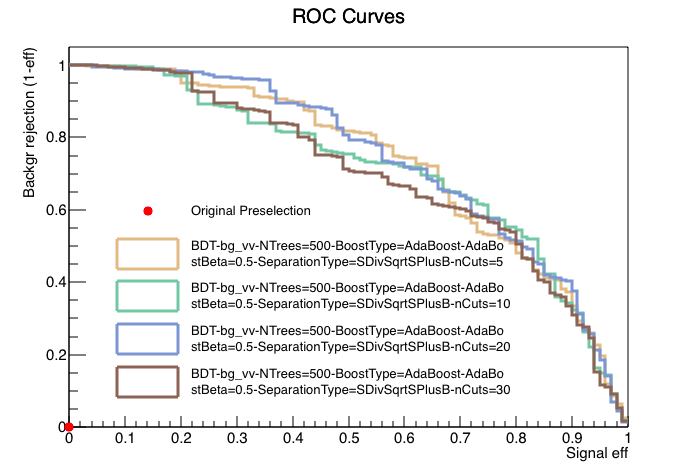 ROC Curves
Backgr rejection (1-eff)
1
0.8
0.6
0.4
0.2
0
Original Preselection
BDT-bg_vv-NTrees=500-BoostType=AdaBoost-AdaBo
stBeta=0.5-SeparationType=SDivSqrtSPlusB-nCuts=5
BDT-bg_vv-NTrees=500-BoostType=AdaBoost-AdaBo
stBeta=0.5-SeparationType=SDivSqrtSPlusB-nCuts=10
BDT-bg_vv-NTrees=500-BoostType=AdaBoost-AdaBo
stBeta=0.5-SeparationType=SDivSqrtSPlusB-nCuts=20
BDT-bg_vv-NTrees=500-BoostType=AdaBoost-AdaBo
stBeta=0.5-SeparationType=SDivSqrtSPlusB-nCuts=30
0 0.1 0.2 0.3 0.4 0.5 0.6 0.7 0.8 0.9 1
Signal eff